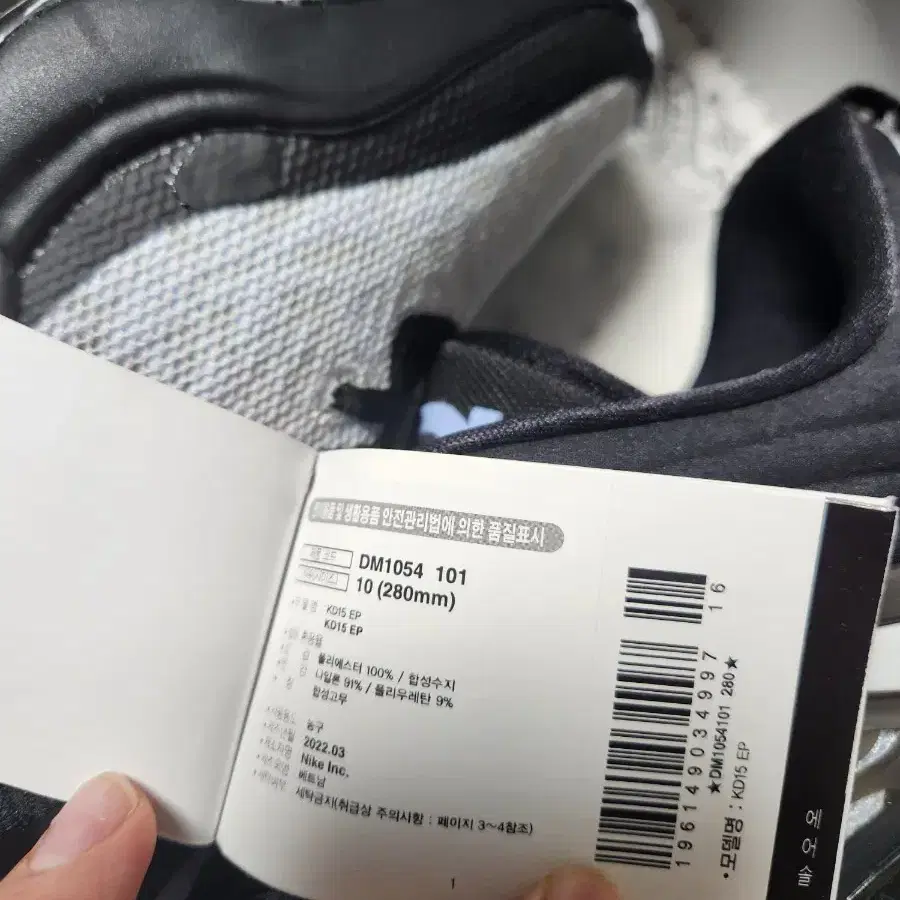 생활용품 안전관리법에 의한 품질표시
DM1054 101
10 (280mm)
KD15 EP
KD15 EP
폴리에스터 100% / 합성수지
나일론 91% / 폴리우레탄 9%
합성고무
농구
2022.03
Nike Inc.
베트남
세탁금지(취급상 주의사항 : 페이지 3~4참조)
1
16
196149034997
★DM1054101 280★
•모델명 : KD15 EP
에어솔